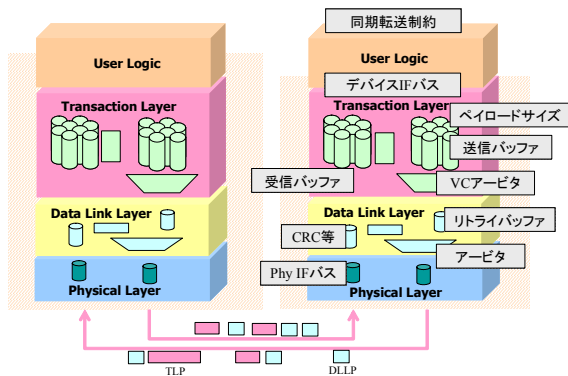 同期転送制約
User Logic
User Logic
デバイスIFバス
Transaction Layer
Transaction Layer
ペイロードサイズ
送信バッファ
受信バッファ
VCアービタ
Data Link Layer
Data Link Layer
リトライバッファ
CRC等
アービタ
Phy IFバス
Physical Layer
Physical Layer
TLP
DLLP